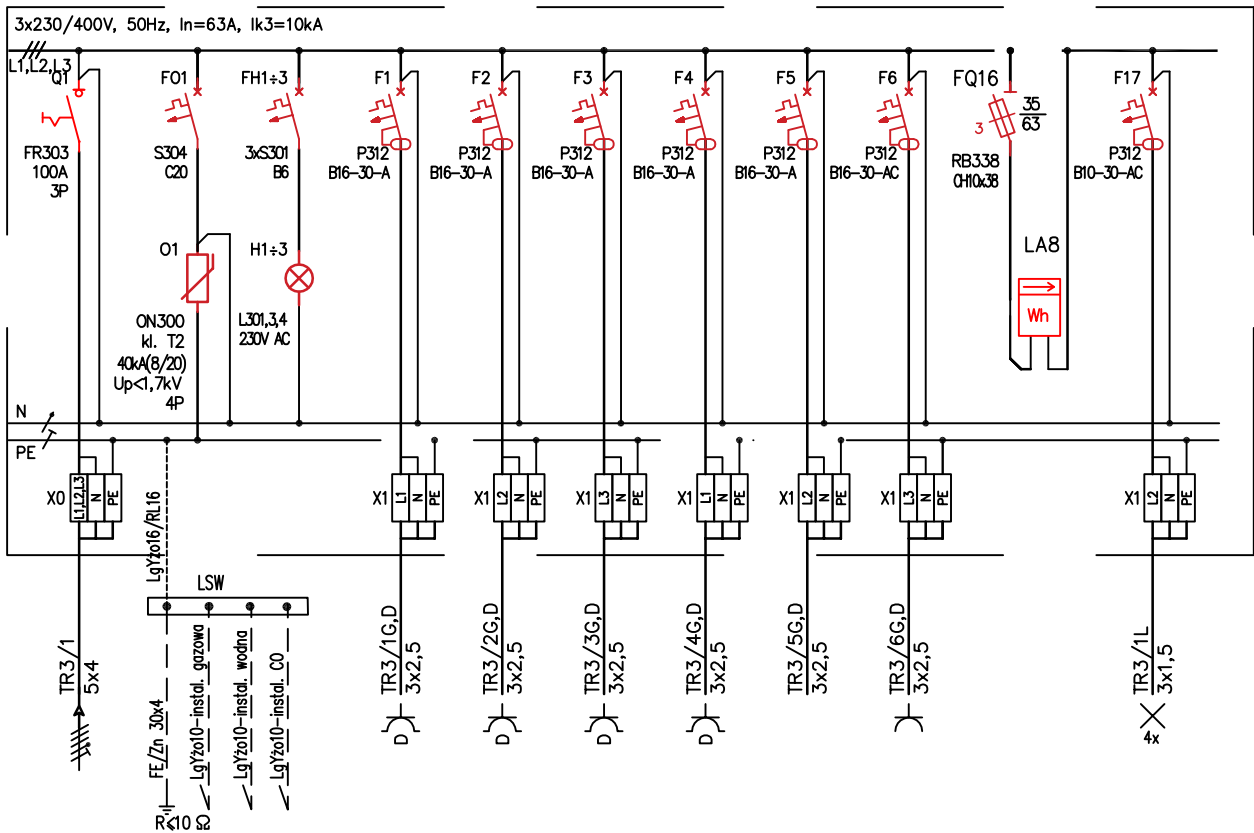 3x230/400V, 50Hz, In=63A, Ik3=10kA
L1,L2,L3
Q1
FR303
100A
3P
F01
S304
C20
FH1÷3
3xS301
B6
F1
P312
B16-30-A
F2
P312
B16-30-A
F3
P312
B16-30-A
F4
P312
B16-30-A
F5
P312
B16-30-A
F6
P312
B16-30-AC
FQ16
3
35
63
RB338
CH10x38
F17
P312
B10-30-AC
O1
ON300
kl. T2
40kA(8/20)
Up<1,7kV
4P
H1÷3
L301,3,4
230V AC
LA8
Wh
N
PE
X0
L1,L2,L3
N
PE
X1
L1
N
PE
X1
L2
N
PE
X1
L3
N
PE
X1
L1
N
PE
X1
L2
N
PE
X1
L3
N
PE
X1
L2
N
PE
LgYżo16/RL16
LSW
TR3/1
5x4
FE/Zn 30x4
LgYżo10-instal. gazowa
LgYżo10-instal. wodna
LgYżo10-instal. CO
R≤10 Ω
TR3/1G,D
3x2,5
D
TR3/2G,D
3x2,5
D
TR3/3G,D
3x2,5
D
TR3/4G,D
3x2,5
D
TR3/5G,D
3x2,5
TR3/6G,D
3x2,5
TR3/1L
3x1,5
4x